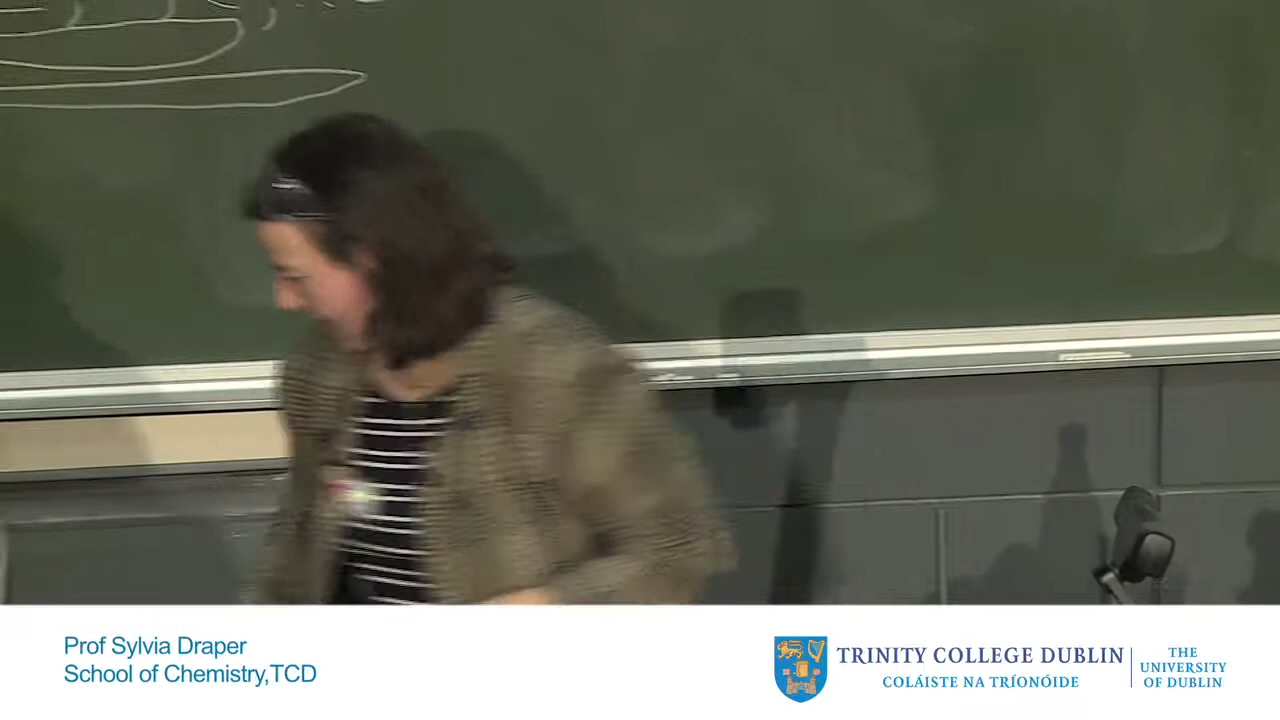 Prof Sylvia Draper
School of Chemistry,TCD
TRINITY COLLEGE DUBLIN
COLÁISTE NA TRÍONÓIDE
THE
UNIVERSITY
OF DUBLIN